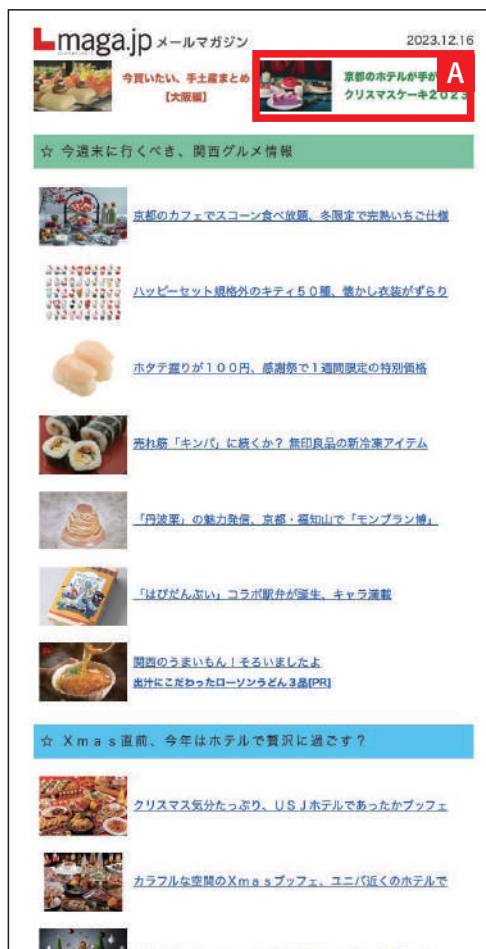 Lmaga.jp メールマガジン
2023.12.16
今買いたい、手土産まとめ
【大阪編】
京都のホテルが手が
クリスマスケーキ2023
A
☆ 今週末に行くべき、関西グルメ情報
京都のカフェでスコーン食べ放題、冬限定で完熟いちご仕様
ハッピーセット規格外のキティ50種、懐かし衣装がずらり
ホタテ握りが100円、感謝祭で1週間限定の特別価格
売れ筋「キンパ」に続くか? 無印良品の新冷凍アイテム
「丹波栗」の魅力発信、京都・福知山で「モンブラン博」
「はぴだんぶい」コラボ駅弁が誕生、キャラ満載
関西のうまいもん!そろいましたよ
出汁にこだわったローソンうどん3品[PR]
☆ Xmas直前、今年はホテルで贅沢に過ごす?
クリスマス気分たっぷり、USJホテルであったかブッフェ
カラフルな空間のXmasブッフェ、ユニバ近くのホテルで